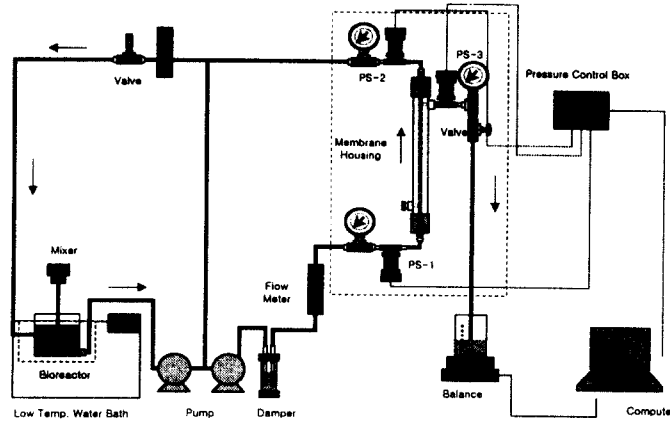 PS-3
Valve
PS-2
Pressure Control Box
Valve
Membrane
Housing
Mixer
PS-1
Flow
Meter
Bioreactor
Balance
Low Temp. Water Bath
Pump
Damper
Compute